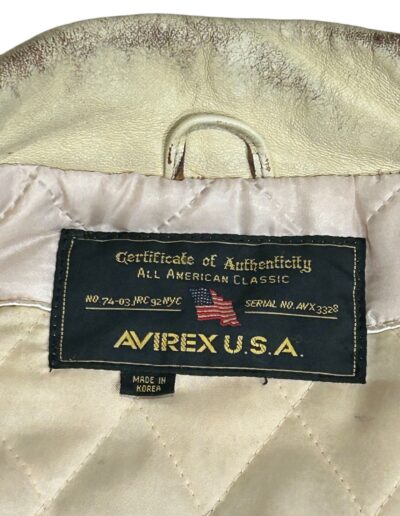 Certificate of Authenticity
ALL AMERICAN CLASSIC
NO. 74-03 JRC 92 NYC
SERIAL NO. AVX 3328
AVIREX U.S.A.
MADE IN
KOREA